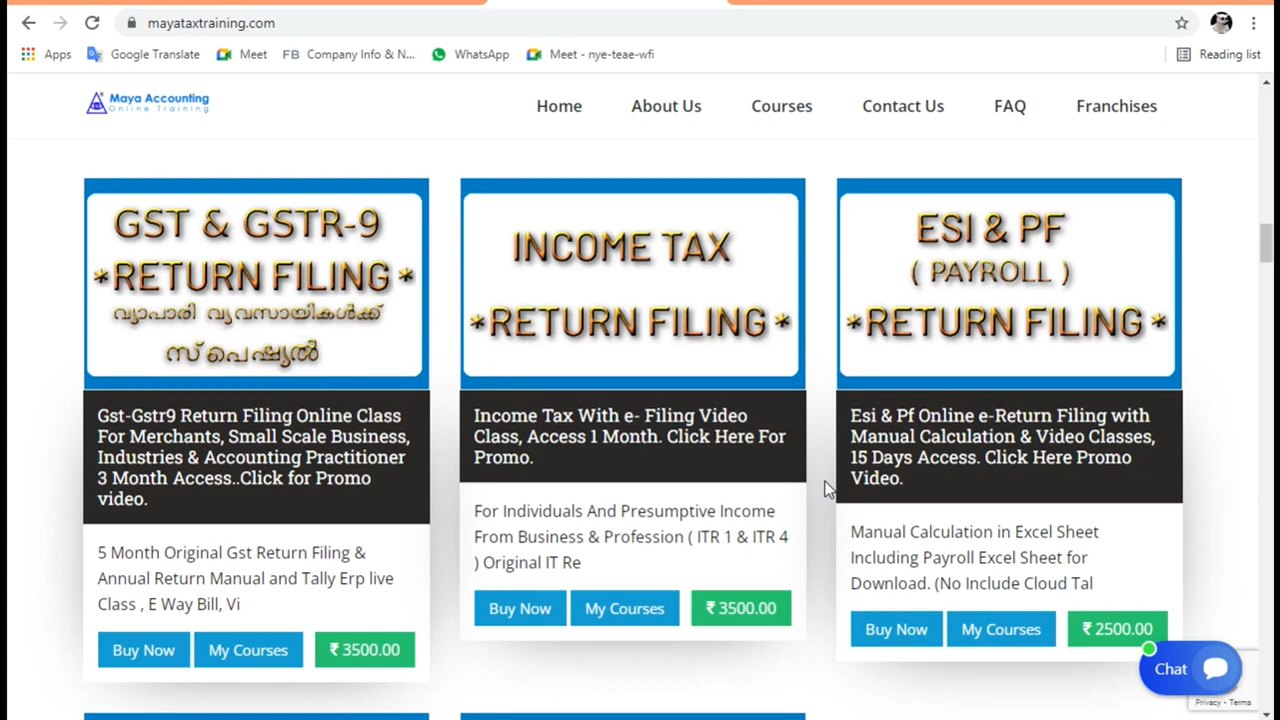 mayataxtraining.com
Apps
Google Translate
Meet
FB Company Info & N...
WhatsApp
Meet - nye-teae-wfi
Reading list
Maya Accounting
Online Training
Home
About Us
Courses
Contact Us
FAQ
Franchises
GST & GSTR-9
*RETURN FILING*
വ്യാപാരി വ്യവസായികൾക്ക്
സ്പെഷ്യൽ
Gst-Gstr9 Return Filing Online Class
For Merchants, Small Scale Business,
Industries & Accounting Practitioner
3 Month Access..Click for Promo
video.
5 Month Original Gst Return Filing &
Annual Return Manual and Tally Erp live
Class , E Way Bill, Vi
Buy Now
My Courses
₹ 3500.00
INCOME TAX
*RETURN FILING*
Income Tax With e- Filing Video
Class, Access 1 Month. Click Here For
Promo.
For Individuals And Presumptive Income
From Business & Profession ( ITR 1 & ITR 4
) Original IT Re
Buy Now
My Courses
₹ 3500.00
ESI & PF
( PAYROLL )
*RETURN FILING*
Esi & Pf Online e-Return Filing with
Manual Calculation & Video Classes,
15 Days Access. Click Here Promo
Video.
Manual Calculation in Excel Sheet
Including Payroll Excel Sheet for
Download. (No Include Cloud Tal
Buy Now
My Courses
₹ 2500.00
Chat
Privacy - Terms